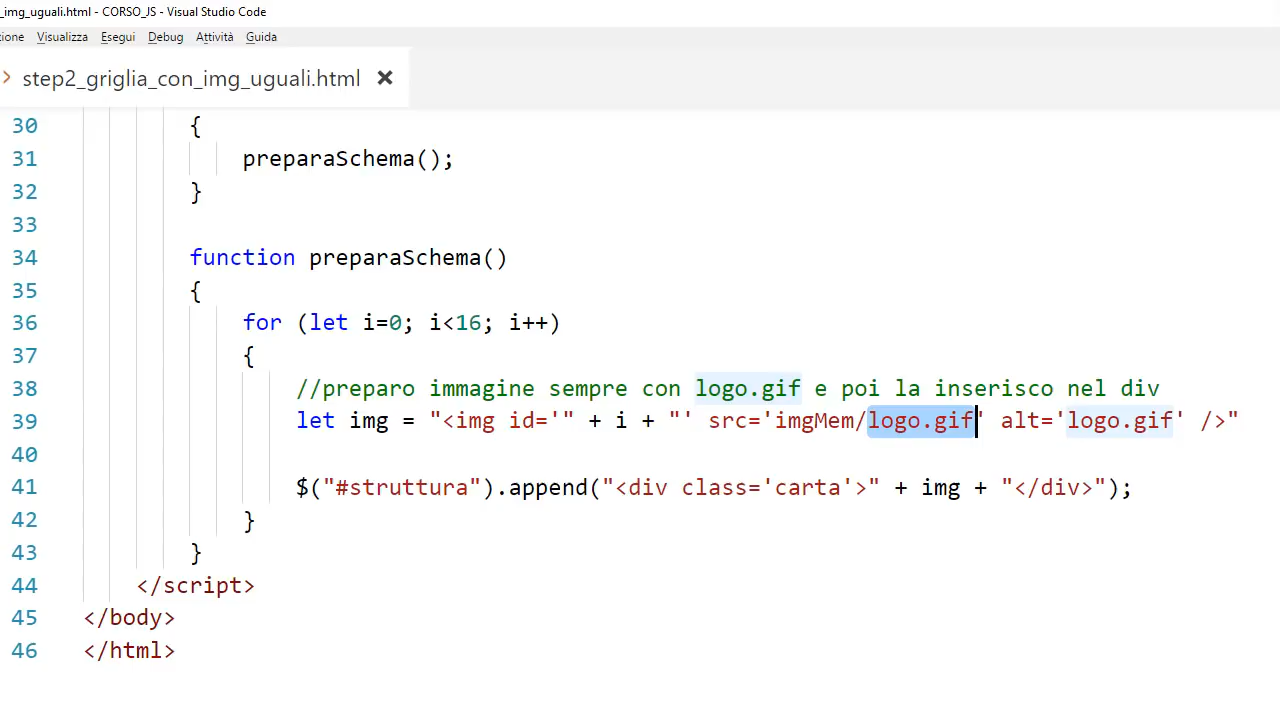 _img_uguali.html - CORSO_JS - Visual Studio Code
zione Visualizza Esegui Debug Attività Guida
step2_griglia_con_img_uguali.html
30 {
31 preparaSchema();
32 }
33
34 function preparaSchema()
35 {
36 for (let i=0; i<16; i++)
37 {
38 //preparo immagine sempre con logo.gif e poi la inserisco nel div
39 let img = "<img id='" + i + "' src='imgMem/logo.gif' alt='logo.gif' />"
40
41 $("#struttura").append("<div class='carta'>" + img + "</div>");
42 }
43 }
44 </script>
45 </body>
46 </html>